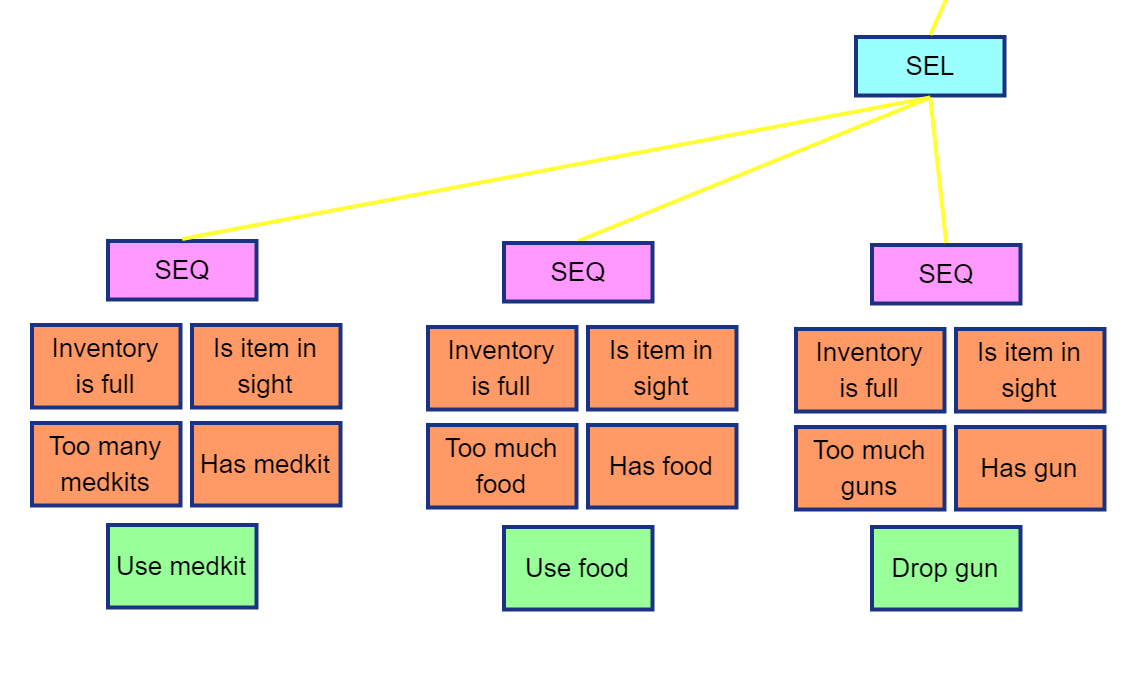 SEL
SEQ
SEQ
SEQ
Inventory
is full
Is item in
sight
Inventory
is full
Is item in
sight
Inventory
is full
Is item in
sight
Too many
medkits
Has medkit
Too much
food
Has food
Too much
guns
Has gun
Use medkit
Use food
Drop gun